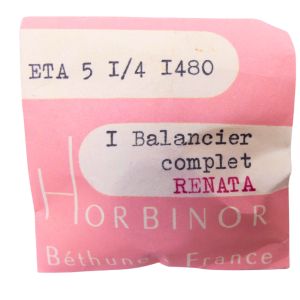 ETA 5 I/4 I480
I Balancier
complet
RENATA
HORBINOR
Béthune France